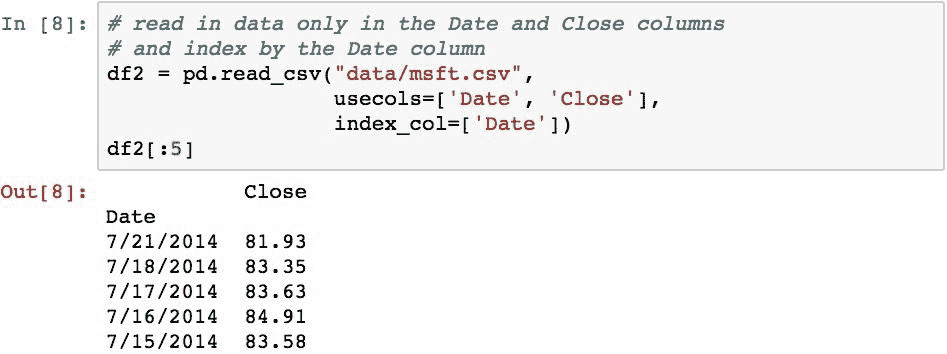 In [8]: # read in data only in the Date and Close columns
# and index by the Date column
df2 = pd.read_csv("data/msft.csv",
usecols=['Date', 'Close'],
index_col=['Date'])
df2[:5]
Out[8]: Close
Date
7/21/2014 81.93
7/18/2014 83.35
7/17/2014 83.63
7/16/2014 84.91
7/15/2014 83.58